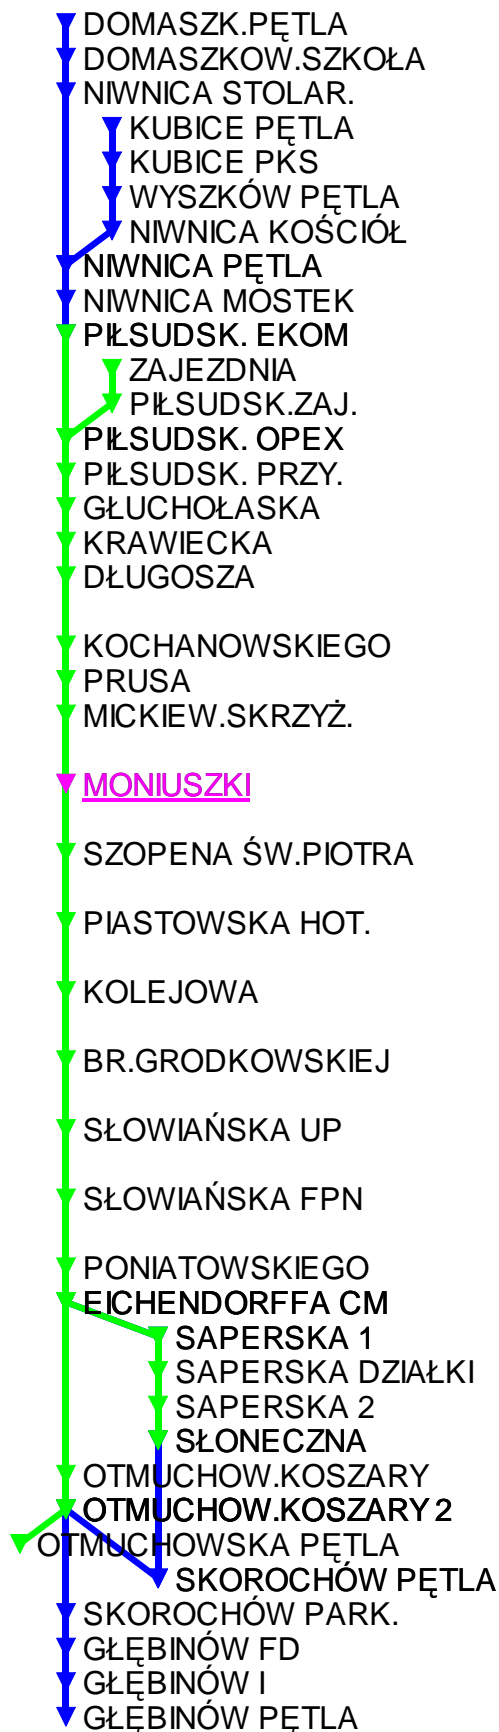 DOMASZK.PĘTLA
DOMASZKOW.SZKOŁA
NIWNICA STOLAR.
KUBICE PĘTLA
KUBICE PKS
WYSZKÓW PĘTLA
NIWNICA KOŚCIÓŁ
NIWNICA PĘTLA
NIWNICA MOSTEK
PIŁSUDSK. EKOM
ZAJEZDNIA
PIŁSUDSK.ZAJ.
PIŁSUDSK. OPEX
PIŁSUDSK. PRZY.
GŁUCHOŁASKA
KRAWIECKA
DŁUGOSZA
KOCHANOWSKIEGO
PRUSA
MICKIEW.SKRZYŻ.
MONIUSZKI
SZOPENA ŚW.PIOTRA
PIASTOWSKA HOT.
KOLEJOWA
BR.GRODKOWSKIEJ
SŁOWIAŃSKA UP
SŁOWIAŃSKA FPN
PONIATOWSKIEGO
EICHENDORFFA CM
SAPERSKA 1
SAPERSKA DZIAŁKI
SAPERSKA 2
SŁONECZNA
OTMUCHOW.KOSZARY
OTMUCHOW.KOSZARY 2
OTMUCHOWSKA PĘTLA
SKOROCHÓW PĘTLA
SKOROCHÓW PARK.
GŁĘBINÓW FD
GŁĘBINÓW I
GŁĘBINÓW PĘTLA